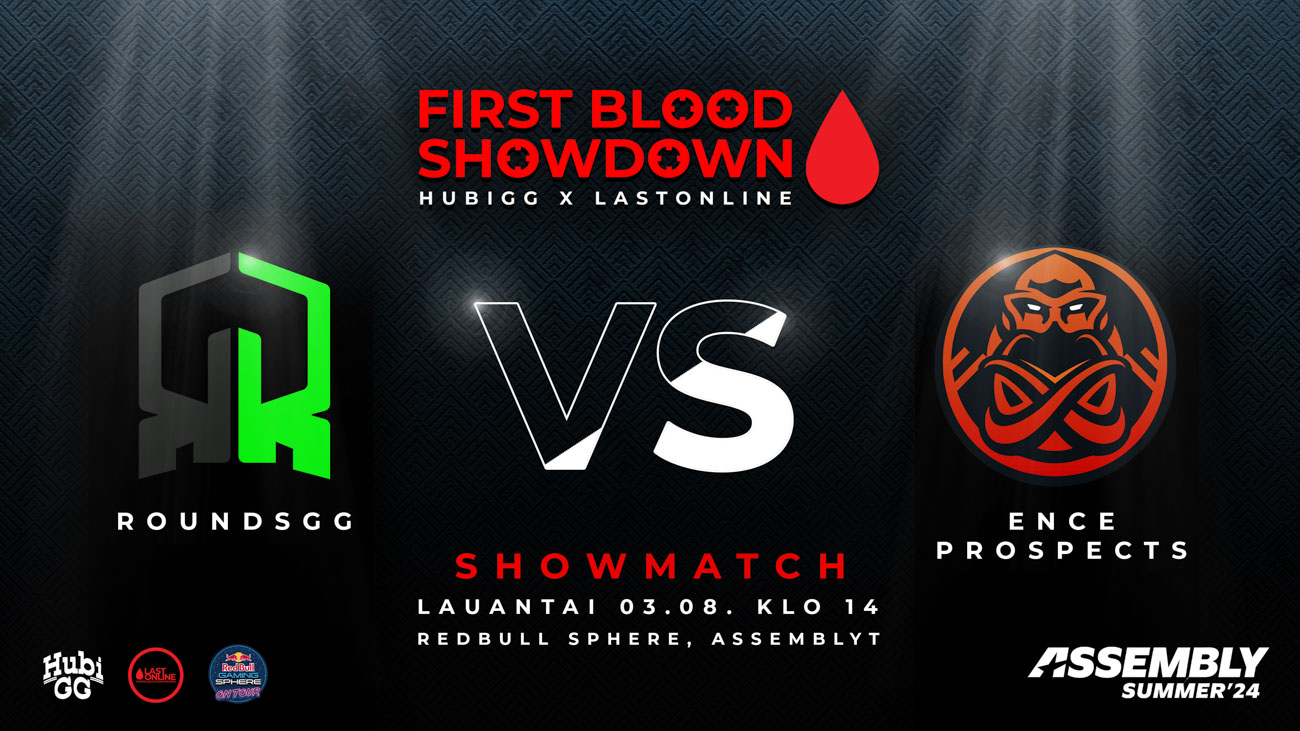 FIRST BLOOD
SHOWDOWN
HUBIGG X LASTONLINE
VS
ROUNDSGG
ENCE
PROSPECTS
SHOWMATCH
LAUANTAI 03.08. KLO 14
REDBULL SPHERE, ASSEMBLYT
Hubi
GG
LAST
ONLINE
Red Bull
GAMING
SPHERE
ON TOUR
ASSEMBLY
SUMMER'24